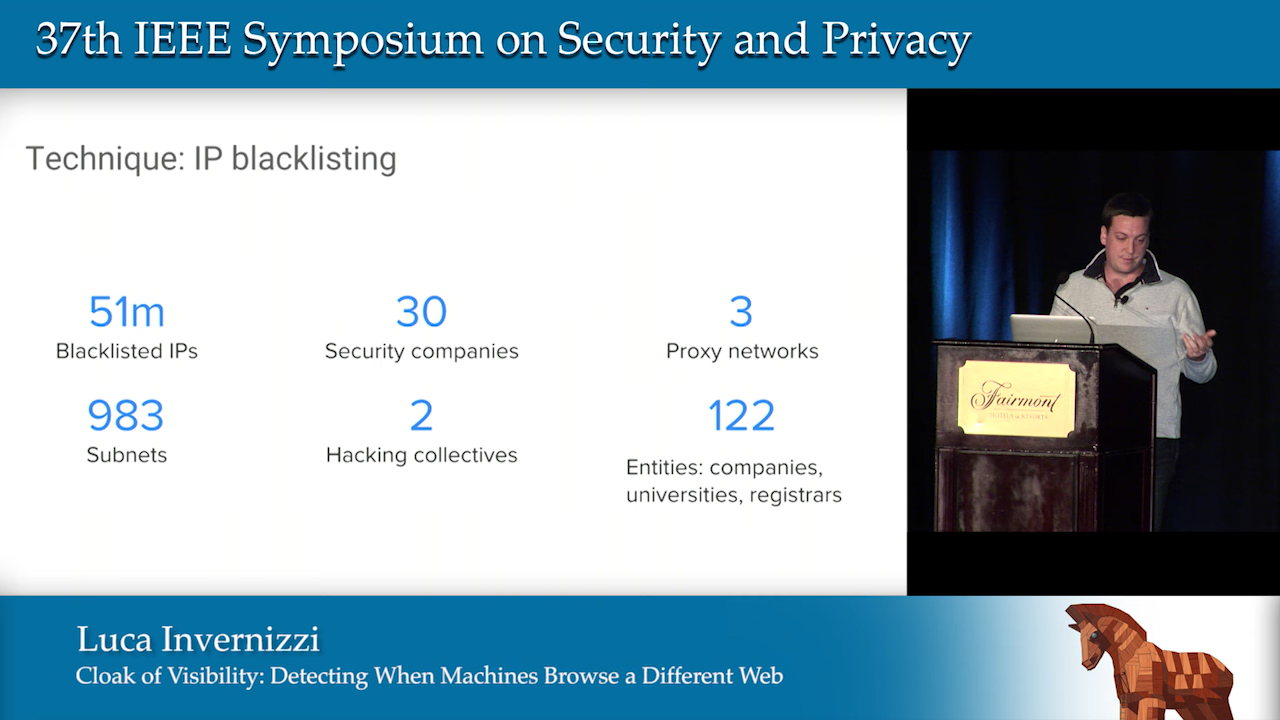 37th IEEE Symposium on Security and Privacy
Technique: IP blacklisting
51m
Blacklisted IPs
30
Security companies
3
Proxy networks
983
Subnets
2
Hacking collectives
122
Entities: companies,
universities, registrars
Fairmont
HOTELS & RESORTS
Luca Invernizzi
Cloak of Visibility: Detecting When Machines Browse a Different Web